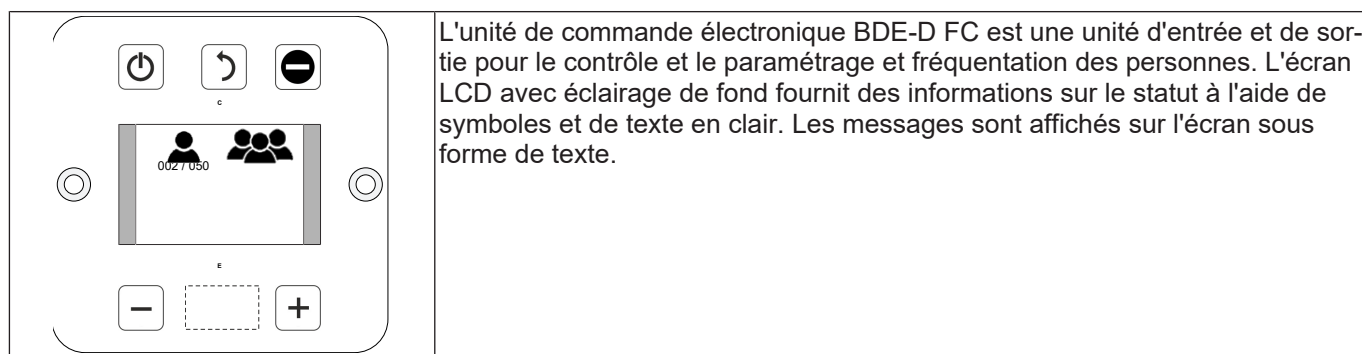 C
002 / 050
E
L'unité de commande électronique BDE-D FC est une unité d'entrée et de sor-
tie pour le contrôle et le paramétrage et fréquentation des personnes. L'écran
LCD avec éclairage de fond fournit des informations sur le statut à l'aide de
symboles et de texte en clair. Les messages sont affichés sur l'écran sous
forme de texte.